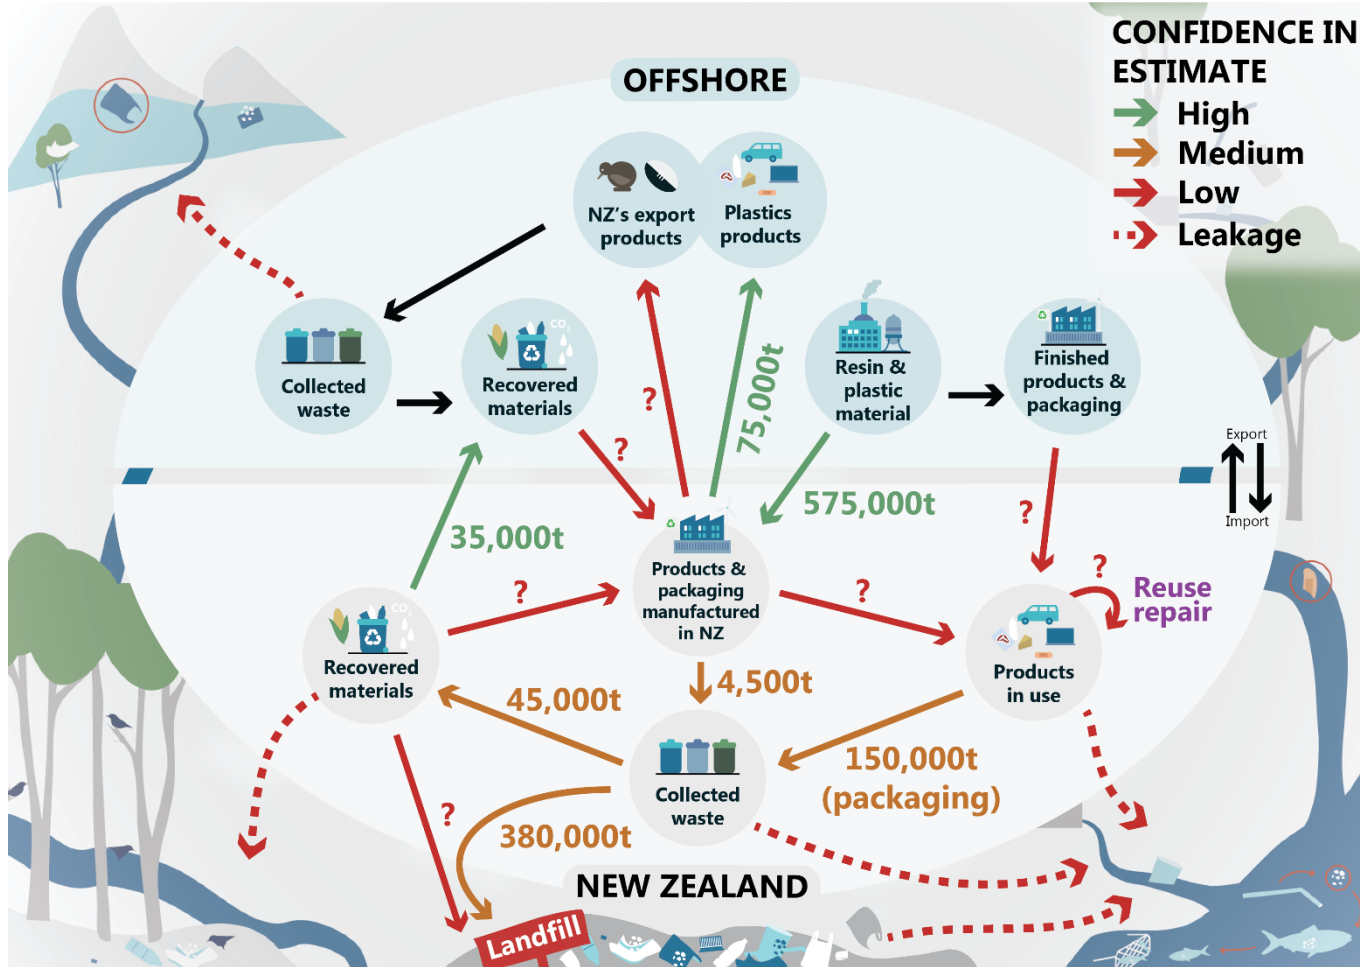 CONFIDENCE IN
ESTIMATE
High
Medium
Low
Leakage
OFFSHORE
NZ's export
products
Plastics
products
Collected
waste
CO2
Recovered
materials
Resin &
plastic
material
Finished
products &
packaging
?
75,000t
?
575,000t
?
35,000t
Export
Import
Products &
packaging
manufactured
in NZ
?
?
?
Reuse
repair
CO2
Recovered
materials
Products
in use
4,500t
45,000t
150,000t
(packaging)
Collected
waste
?
380,000t
NEW ZEALAND
Landfill